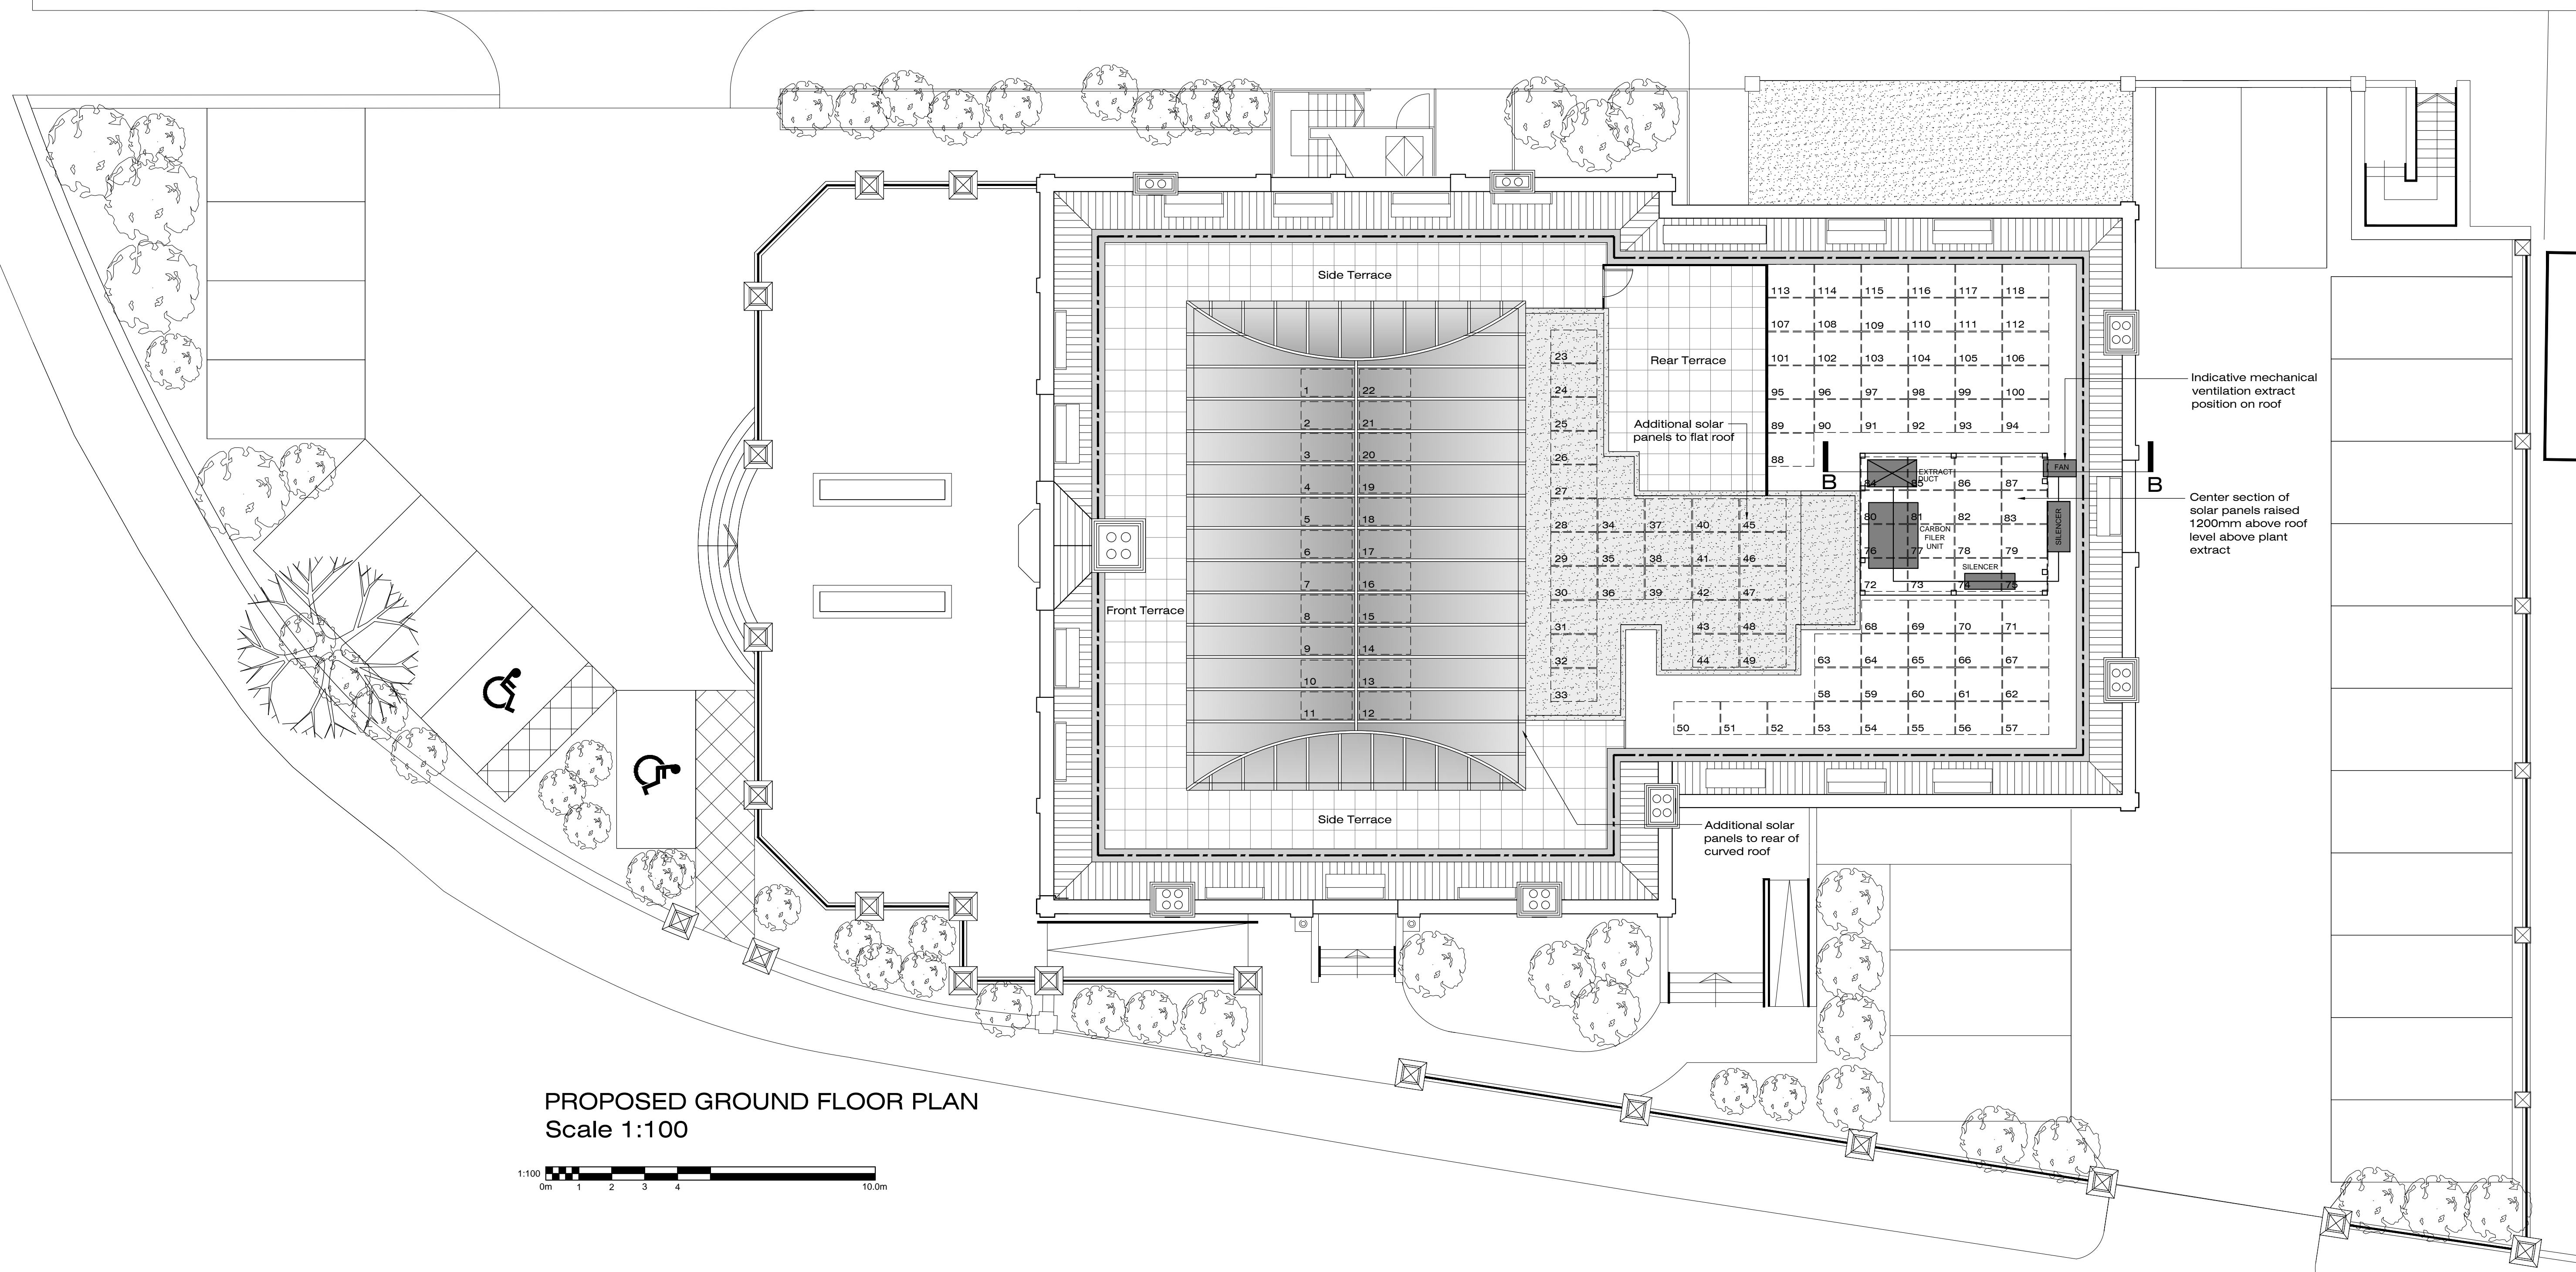 Side Terrace
113 114 115 116 117 118
107 108 109 110 111 112
23
Rear Terrace
101 102 103 104 105 106
1 22
24
95 96 97 98 99 100
Indicative mechanical
ventilation extract
position on roof
2 21
25
Additional solar
panels to flat roof
89 90 91 92 93 94
3 20
26
88
FAN
4 19
27
B
EXTRACT
DUCT
84 85 86 87
B
Center section of
solar panels raised
1200mm above roof
level above plant
extract
5 18
28 34 37 40 45
80 81 82 83
CARBON
FILER
UNIT
SILENCER
6 17
29 35 38 41 46
76 77 78 79
SILENCER
7 16
30 36 39 42 47
72 73 74 75
Front Terrace
8 15
31 43 48
68 69 70 71
9 14
32 44 49
63 64 65 66 67
10 13
33
58 59 60 61 62
11 12
50 51 52 53 54 55 56 57
Side Terrace
Additional solar
panels to rear of
curved roof
PROPOSED GROUND FLOOR PLAN
Scale 1:100
1:100
0m 1 2 3 4 10.0m